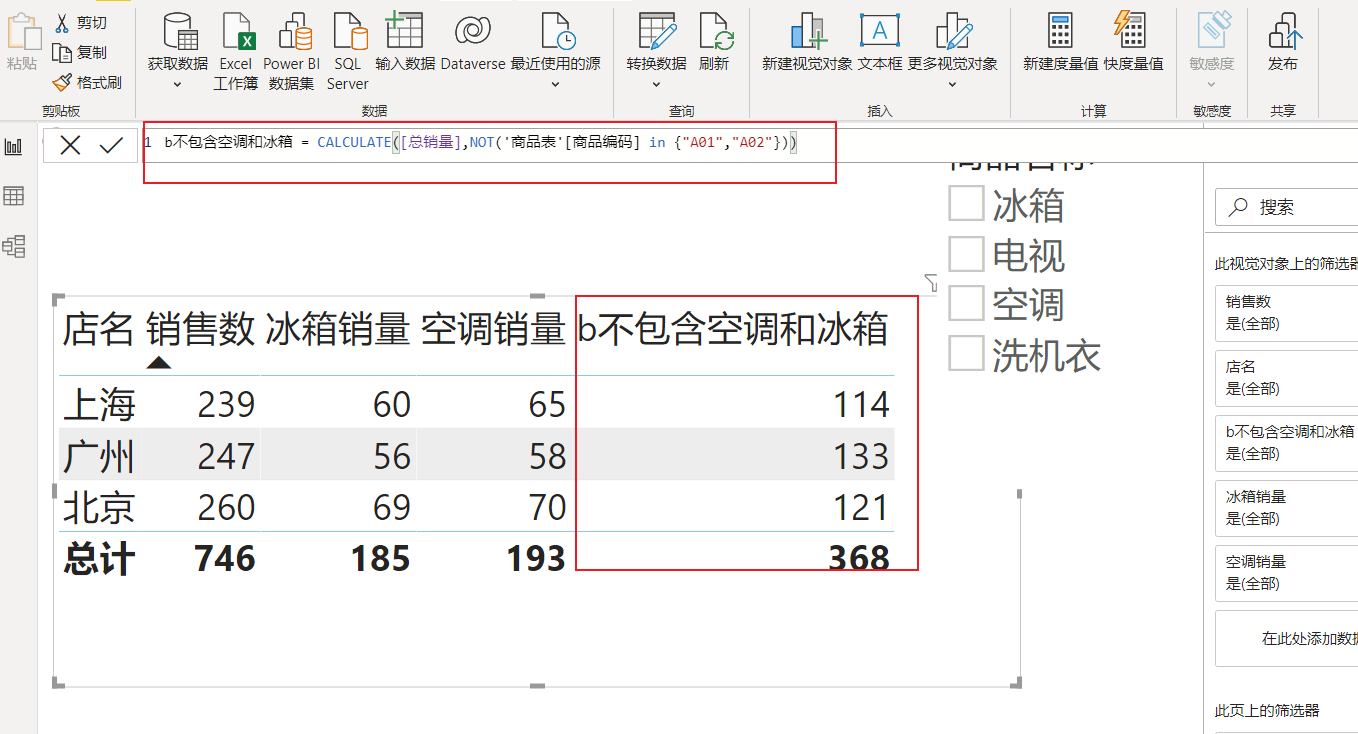 粘贴
剪切
复制
格式刷
剪贴板
获取数据
Excel 工作簿
Power BI 数据集
SQL Server
输入数据
Dataverse
最近使用的源
数据
转换数据
刷新
查询
新建视觉对象
文本框
A
更多视觉对象
插入
新建度量值
快度量值
计算
敏感度
敏感度
发布
共享
1 b不包含空调和冰箱 = CALCULATE([总销量],NOT('商品表'[商品编码] in {"A01","A02"}))
冰箱
电视
空调
洗机衣
店名 销售数 冰箱销量 空调销量 b不包含空调和冰箱
上海 239 60 65 114
广州 247 56 58 133
北京 260 69 70 121
总计 746 185 193 368
搜索
此视觉对象上的筛选器
销售数
是(全部)
店名
是(全部)
b不包含空调和冰箱
是(全部)
冰箱销量
是(全部)
空调销量
是(全部)
在此处添加数据
此页上的筛选器